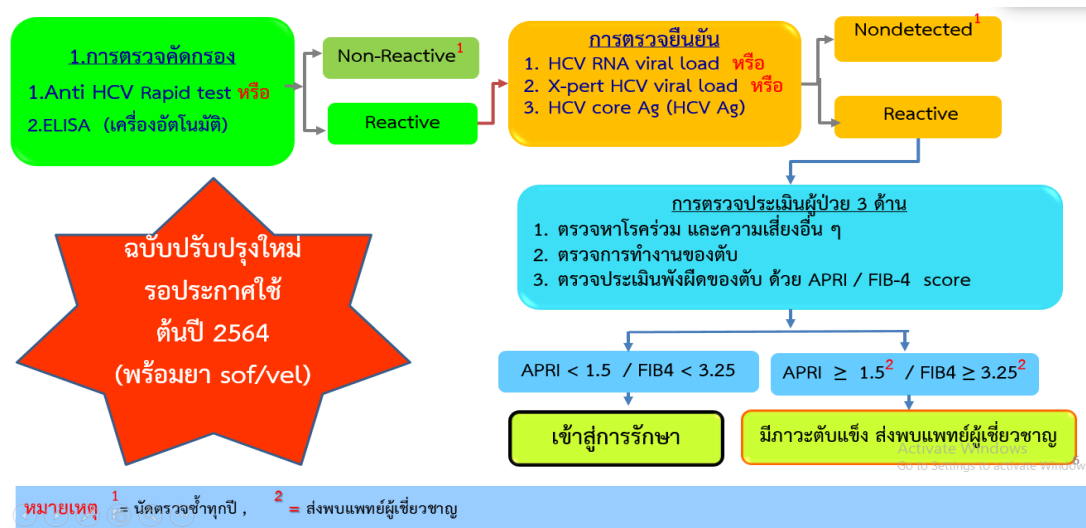 1.การตรวจคัดกรอง
1.Anti HCV Rapid test หรือ
2.ELISA (เครื่องอัตโนมัติ)
Non-Reactive1
Reactive
การตรวจยืนยัน
1. HCV RNA viral load หรือ
2. X-pert HCV viral load หรือ
3. HCV core Ag (HCV Ag)
Nondetected1
Reactive
การตรวจประเมินผู้ป่วย 3 ด้าน
1. ตรวจหาโรคร่วม และความเสี่ยงอื่น ๆ
2. ตรวจการทำงานของตับ
3. ตรวจประเมินพังผืดของตับ ด้วย APRI / FIB-4 score
ฉบับปรับปรุงใหม่
รอประกาศใช้
ต้นปี 2564
(พร้อมยา sof/vel)
APRI < 1.5 / FIB4 < 3.25
APRI ≥ 1.52 / FIB4 ≥ 3.252
เข้าสู่การรักษา
มีภาวะตับแข็ง ส่งพบแพทย์ผู้เชี่ยวชาญ
Activate Windows
Go to Settings to activate Windows
หมายเหตุ 1 = นัดตรวจซ้ำทุกปี , 2 = ส่งพบแพทย์ผู้เชี่ยวชาญ